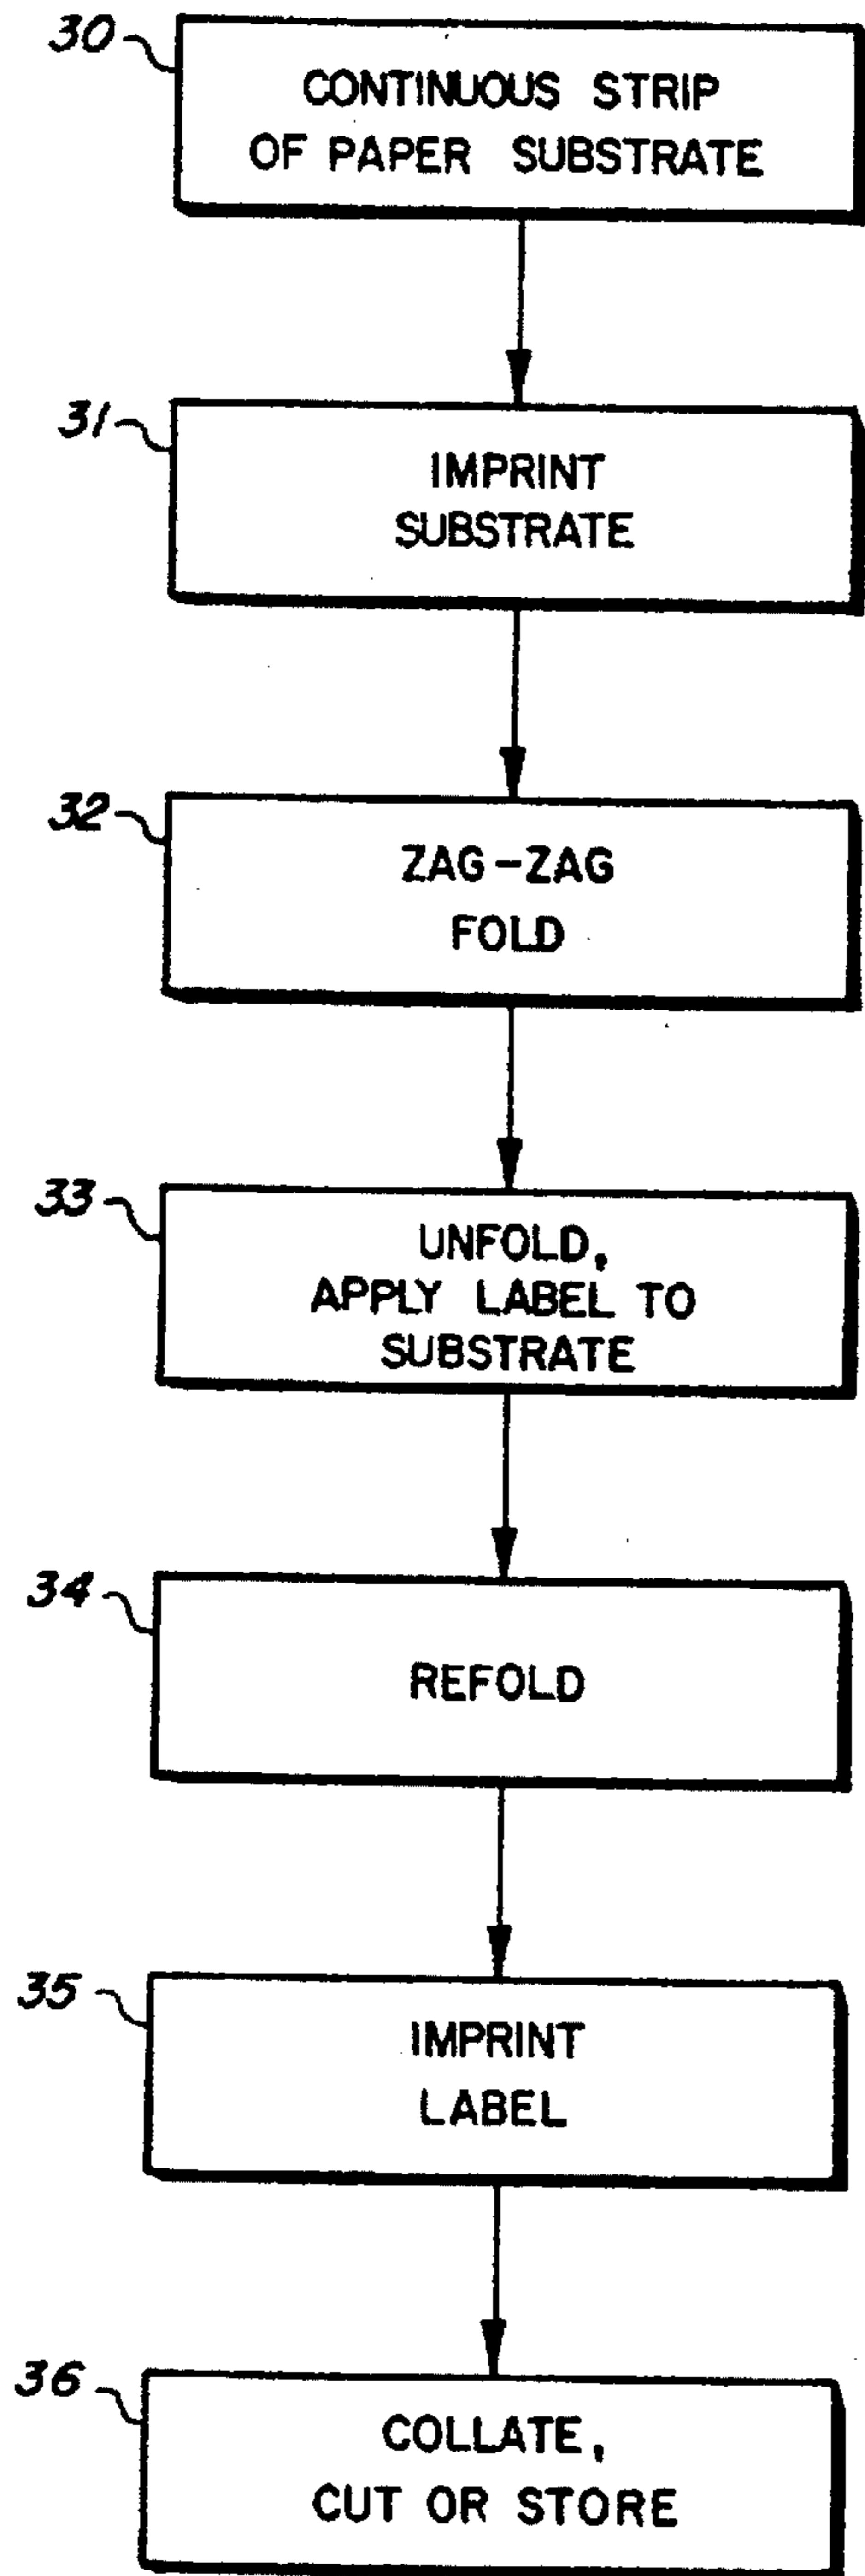 30
CONTINUOUS STRIP
OF PAPER SUBSTRATE
31
IMPRINT
SUBSTRATE
32
ZAG-ZAG
FOLD
33
UNFOLD,
APPLY LABEL TO
SUBSTRATE
34
REFOLD
35
IMPRINT
LABEL
36
COLLATE,
CUT OR STORE